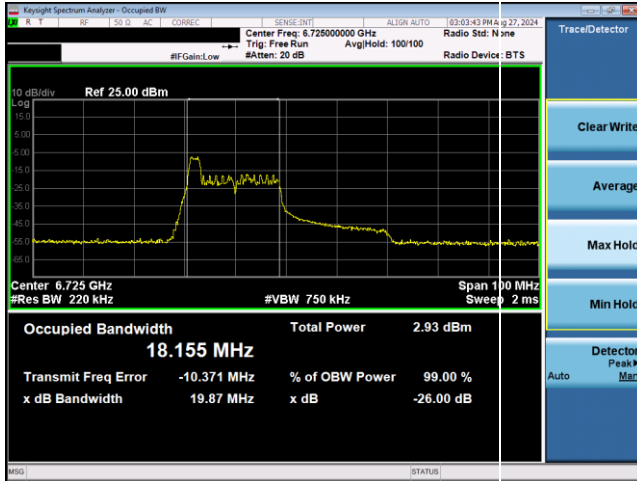 Keysight Spectrum Analyzer - Occupied BW
LXI R T RF 50 Ω AC CORREC SENSE:INT ALIGN AUTO 03:03:43 PM Aug 27, 2024
Center Freq: 6.725000000 GHz Radio Std: None
Trig: Free Run Avg|Hold: 100/100
#IFGain:Low #Atten: 20 dB Radio Device: BTS
Trace/Detector
10 dB/div Ref 25.00 dBm
Log
15.0
5.00
-5.00
-15.0
-25.0
-35.0
-45.0
-55.0
-65.0
Center 6.725 GHz Span 100 MHz
#Res BW 220 kHz #VBW 750 kHz Sweep 2 ms
Occupied Bandwidth Total Power 2.93 dBm
18.155 MHz
Transmit Freq Error -10.371 MHz % of OBW Power 99.00 %
x dB Bandwidth 19.87 MHz x dB -26.00 dB
Clear Write
Average
Max Hold
Min Hold
Detector
Peak
Auto Man
MSG STATUS